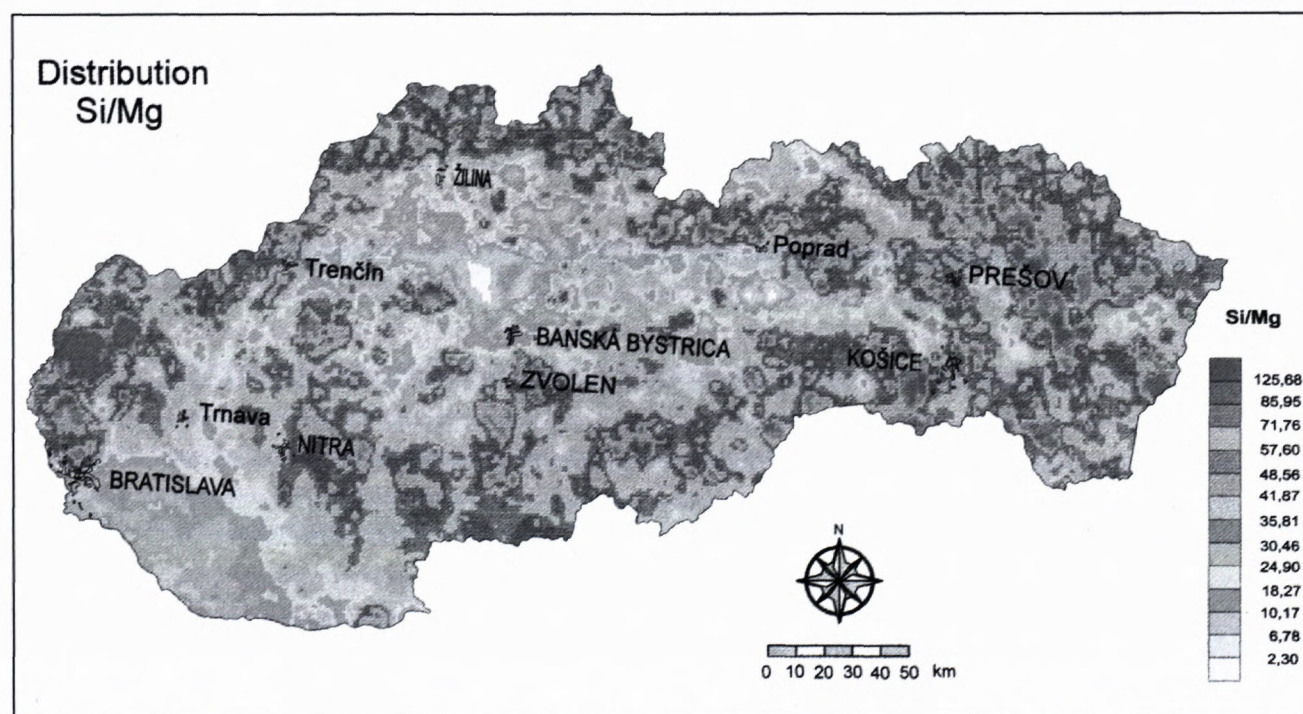 Distribution
Si/Mg
ŽILINA
Poprad
Trenčín
PREŠOV
Si/Mg
BANSKÁ BYSTRICA
KOŠICE
ZVOLEN
Trnava
NITRA
BRATISLAVA
125,68
85,95
71,76
57,60
48,56
41,87
35,81
30,46
24,90
18,27
10,17
6,78
2,30
N
0 10 20 30 40 50 km